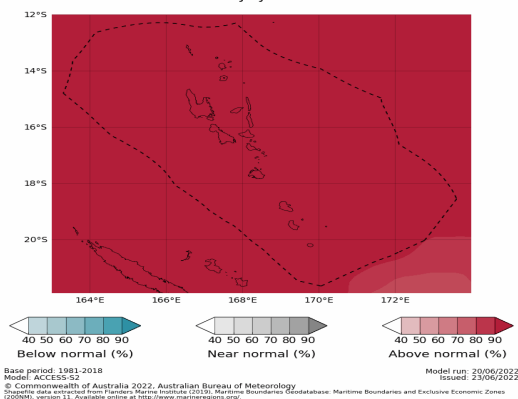 12°S
14°S
16°S
18°S
20°S
164°E 166°E 168°E 170°E 172°E
40 50 60 70 80 90 40 50 60 70 80 90 40 50 60 70 80 90
Below normal (%) Near normal (%) Above normal (%)
Base period: 1981-2018 Model run: 20/06/2022
Model: ACCESS-S2 Issued: 23/06/2022
© Commonwealth of Australia 2022, Australian Bureau of Meteorology
Shapefile data extracted from Flanders Marine Institute (2019), Maritime Boundaries Geodatabase: Maritime Boundaries and Exclusive Economic Zones
(200NM), version 11. Available online at http://www.marineregions.org/.